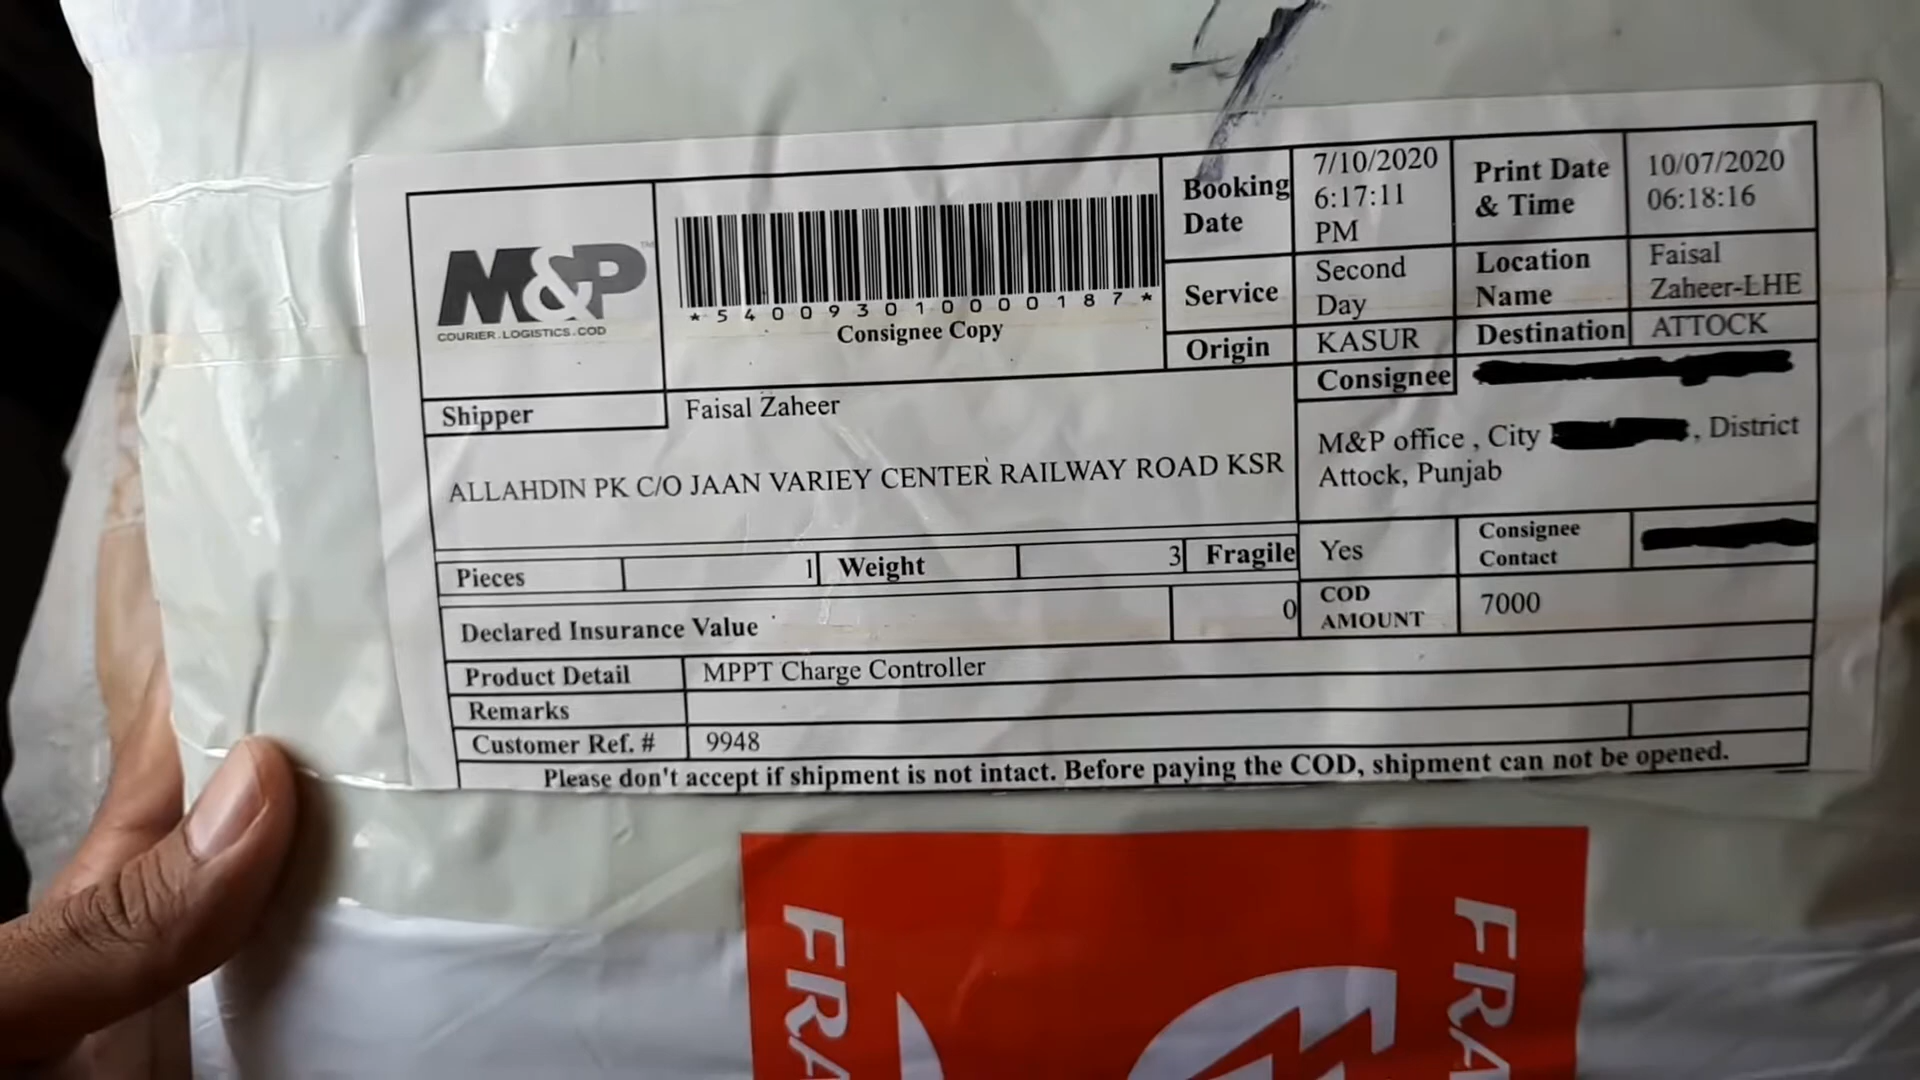 M&P™
COURIER.LOGISTICS.COD
*540093010000187*
Consignee Copy
Booking Date
7/10/2020 6:17:11 PM
Print Date & Time
10/07/2020 06:18:16
Service
Second Day
Location Name
Faisal Zaheer-LHE
Origin
KASUR
Destination
ATTOCK
Shipper
Faisal Zaheer
Consignee
ALLAHDIN PK C/O JAAN VARIEY CENTER RAILWAY ROAD KSR
M&P office , City , District
Attock, Punjab
Pieces
1
Weight
3
Fragile
Yes
Consignee Contact
Declared Insurance Value
0
COD AMOUNT
7000
Product Detail
MPPT Charge Controller
Remarks
Customer Ref. #
9948
Please don't accept if shipment is not intact. Before paying the COD, shipment can not be opened.
FRA
FRA